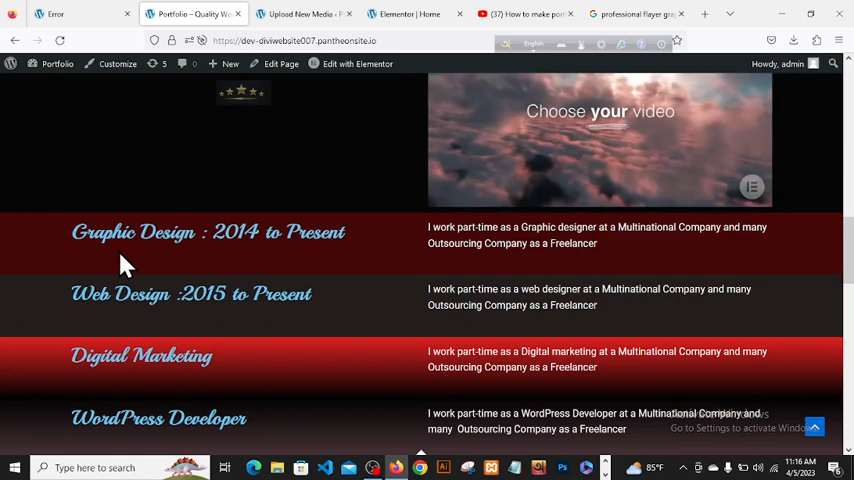 Error
Portfolio – Quality Wo
Upload New Media - P
Elementor | Home
(37) How to make port
professional flayer gra
https://dev-diviwebsite007.pantheonsite.io
English
Portfolio Customize 5 0 New Edit Page Edit with Elementor Howdy, admin
Choose your video
Graphic Design : 2014 to Present
I work part-time as a Graphic designer at a Multinational Company and many
Outsourcing Company as a Freelancer
Web Design :2015 to Present
I work part-time as a web designer at a Multinational Company and many
Outsourcing Company as a Freelancer
Digital Marketing
I work part-time as a Digital marketing at a Multinational Company and many
Outsourcing Company as a Freelancer
WordPress Developer
I work part-time as a WordPress Developer at a Multinational Company and
many Outsourcing Company as a Freelancer
Activate Windows
Go to Settings to activate Windows.
Type here to search
85°F
11:16 AM
4/5/2023
6